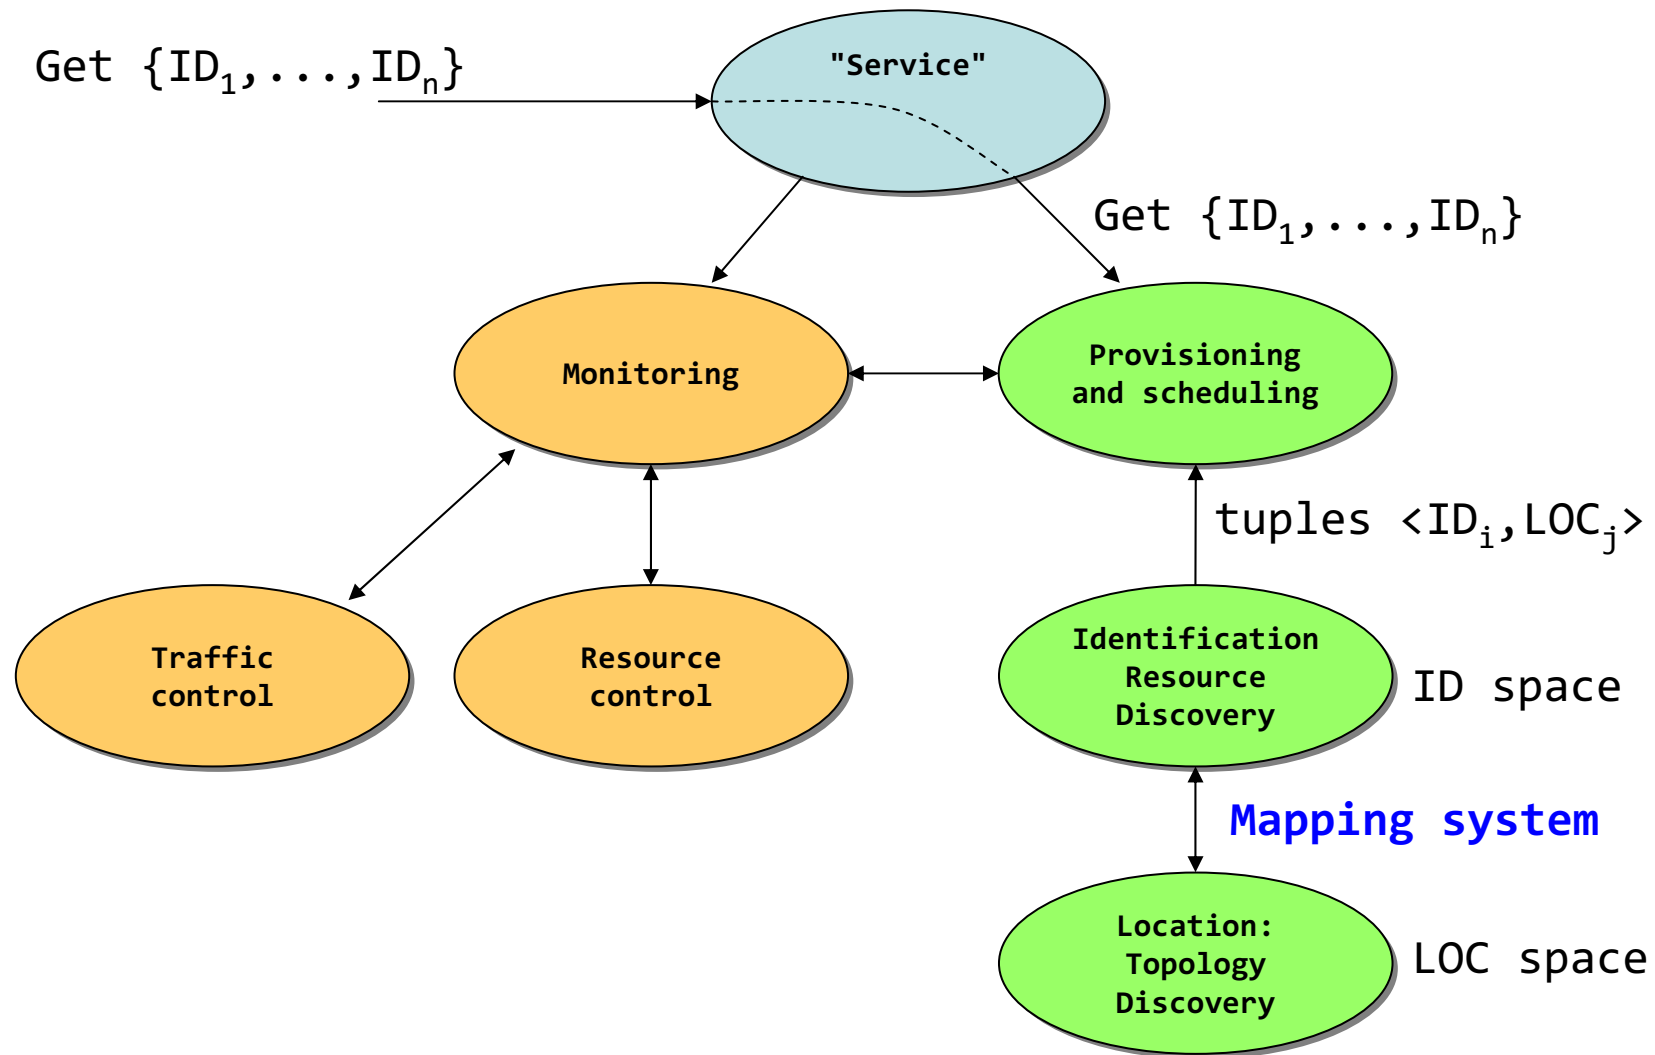 Get {ID₁,...,IDₙ}
"Service"
Get {ID₁,...,IDₙ}
Monitoring
Provisioning
and scheduling
tuples <IDᵢ,LOCⱼ>
Traffic
control
Resource
control
Identification
Resource
Discovery
ID space
Mapping system
Location:
Topology
Discovery
LOC space